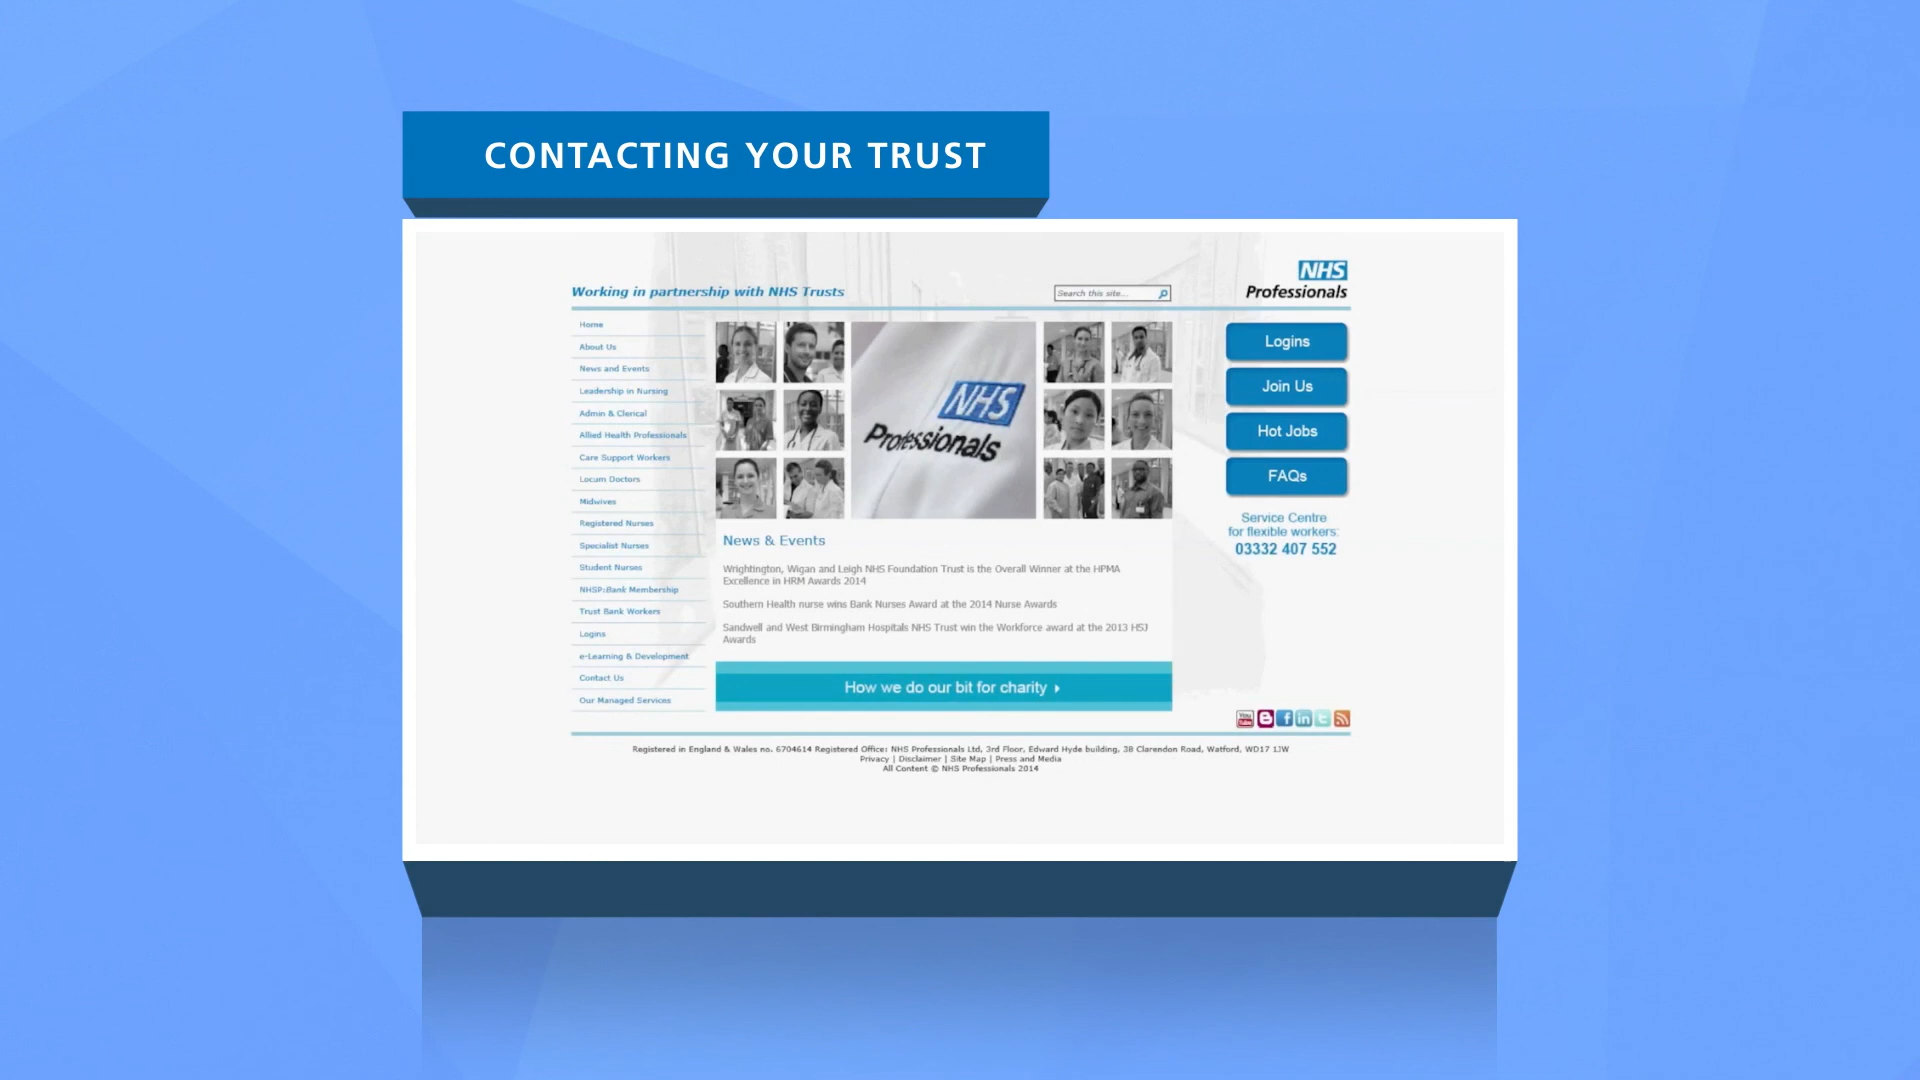 CONTACTING YOUR TRUST
Working in partnership with NHS Trusts
Search this site...
NHS
Professionals
Home
About Us
News and Events
Leadership in Nursing
Admin & Clerical
Allied Health Professionals
Care Support Workers
Locum Doctors
Midwives
Registered Nurses
Specialist Nurses
Student Nurses
NHSP:Bank Membership
Trust Bank Workers
Logins
e-Learning & Development
Contact Us
Our Managed Services
NHS
Professionals
Logins
Join Us
Hot Jobs
FAQs
Service Centre
for flexible workers:
03332 407 552
News & Events
Wrightington, Wigan and Leigh NHS Foundation Trust is the Overall Winner at the HPMA
Excellence in HRM Awards 2014
Southern Health nurse wins Bank Nurses Award at the 2014 Nurse Awards
Sandwell and West Birmingham Hospitals NHS Trust win the Workforce award at the 2013 HSJ
Awards
How we do our bit for charity
You Tube
Registered in England & Wales no. 6704614 Registered Office: NHS Professionals Ltd, 3rd Floor, Edward Hyde building, 38 Clarendon Road, Watford, WD17 1JW
Privacy | Disclaimer | Site Map | Press and Media
All Content © NHS Professionals 2014